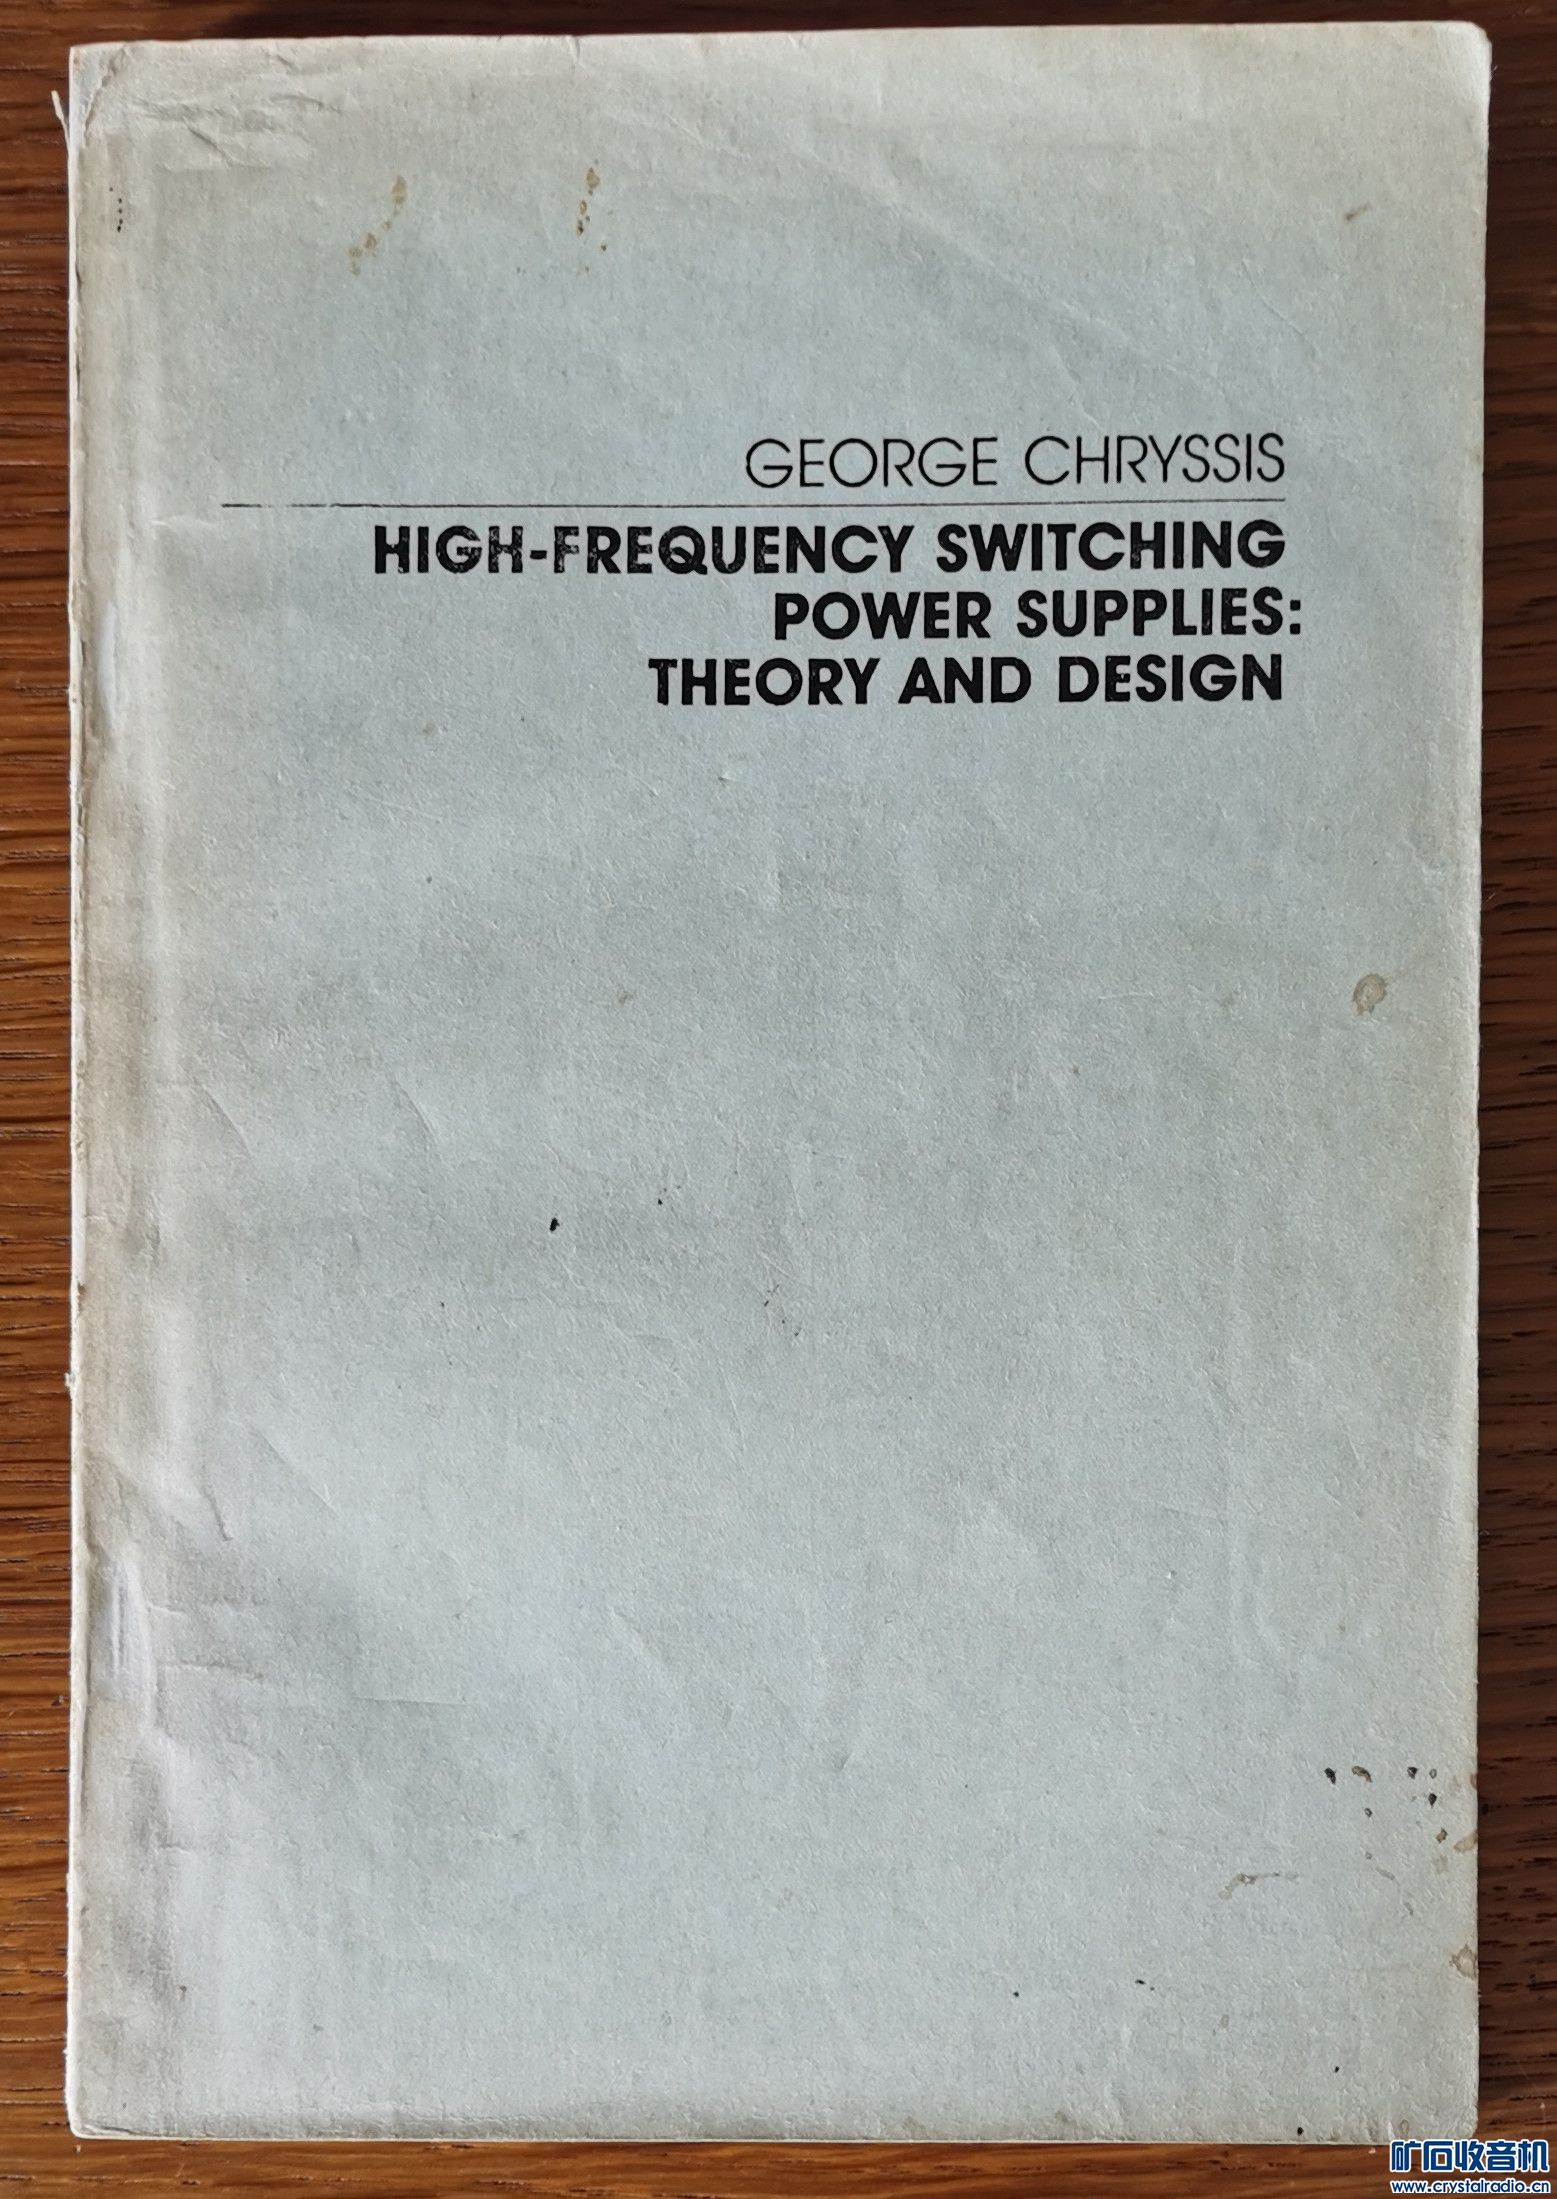 GEORGE CHRYSSIS
HIGH-FREQUENCY SWITCHING
POWER SUPPLIES:
THEORY AND DESIGN
矿石收音机
www.crystalradio.cn